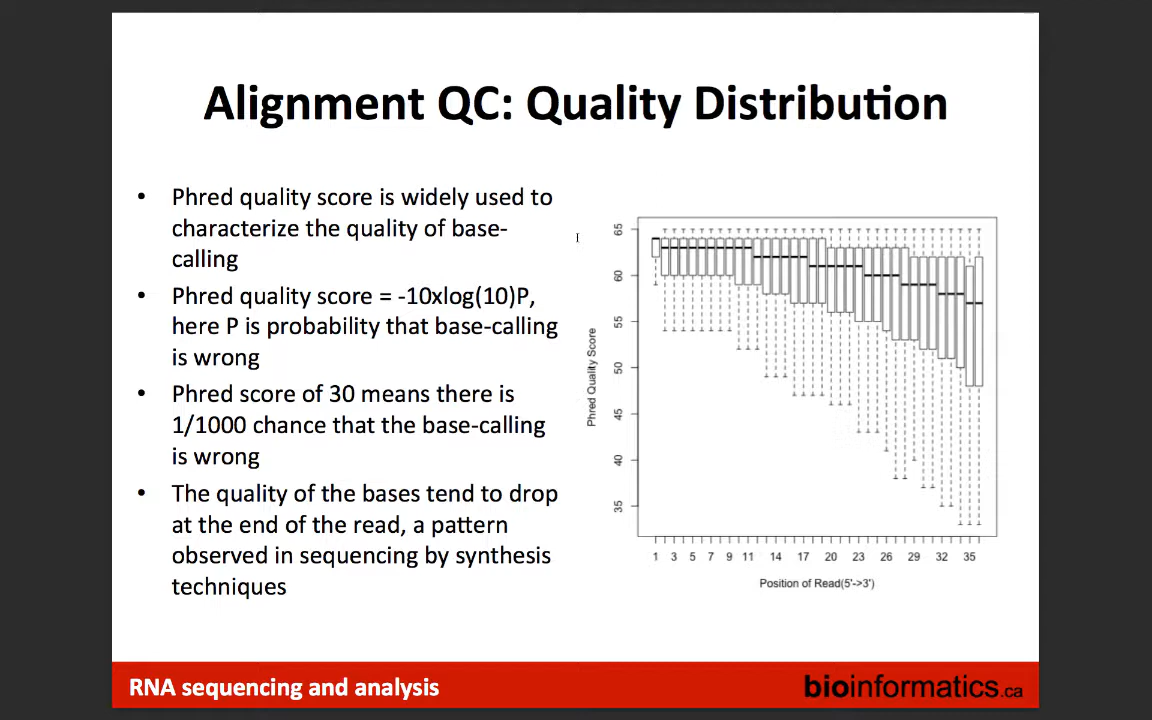 Alignment QC: Quality Distribution
• Phred quality score is widely used to
characterize the quality of base-
calling
• Phred quality score = -10xlog(10)P,
here P is probability that base-calling
is wrong
• Phred score of 30 means there is
1/1000 chance that the base-calling
is wrong
• The quality of the bases tend to drop
at the end of the read, a pattern
observed in sequencing by synthesis
techniques
Phred Quality Score
65
60
55
50
45
40
35
1 3 5 7 9 11 14 17 20 23 26 29 32 35
Position of Read(5'->3')
RNA sequencing and analysis
bioinformatics.ca